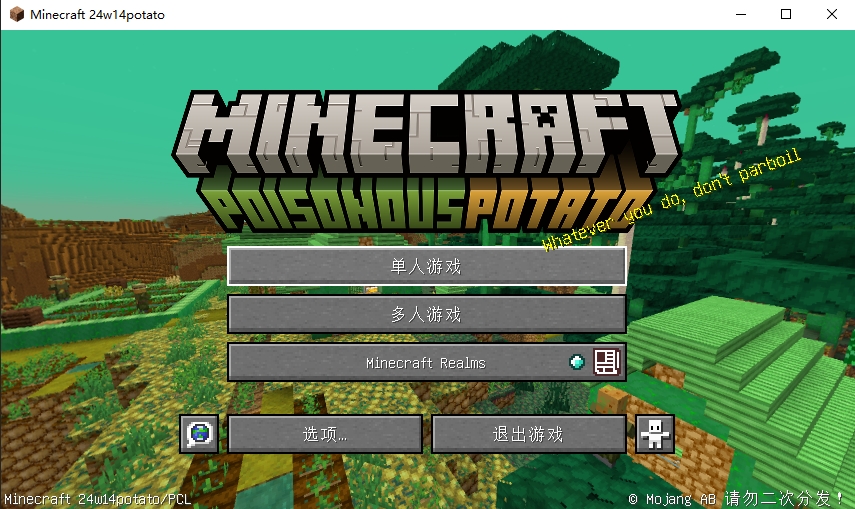 Minecraft 24w14potato
MINECRAFT
POISONOUS POTATO
Whatever you do, don't parboil
单人游戏
多人游戏
Minecraft Realms
选项...
退出游戏
Minecraft 24w14potato/PCL
© Mojang AB 请勿二次分发!